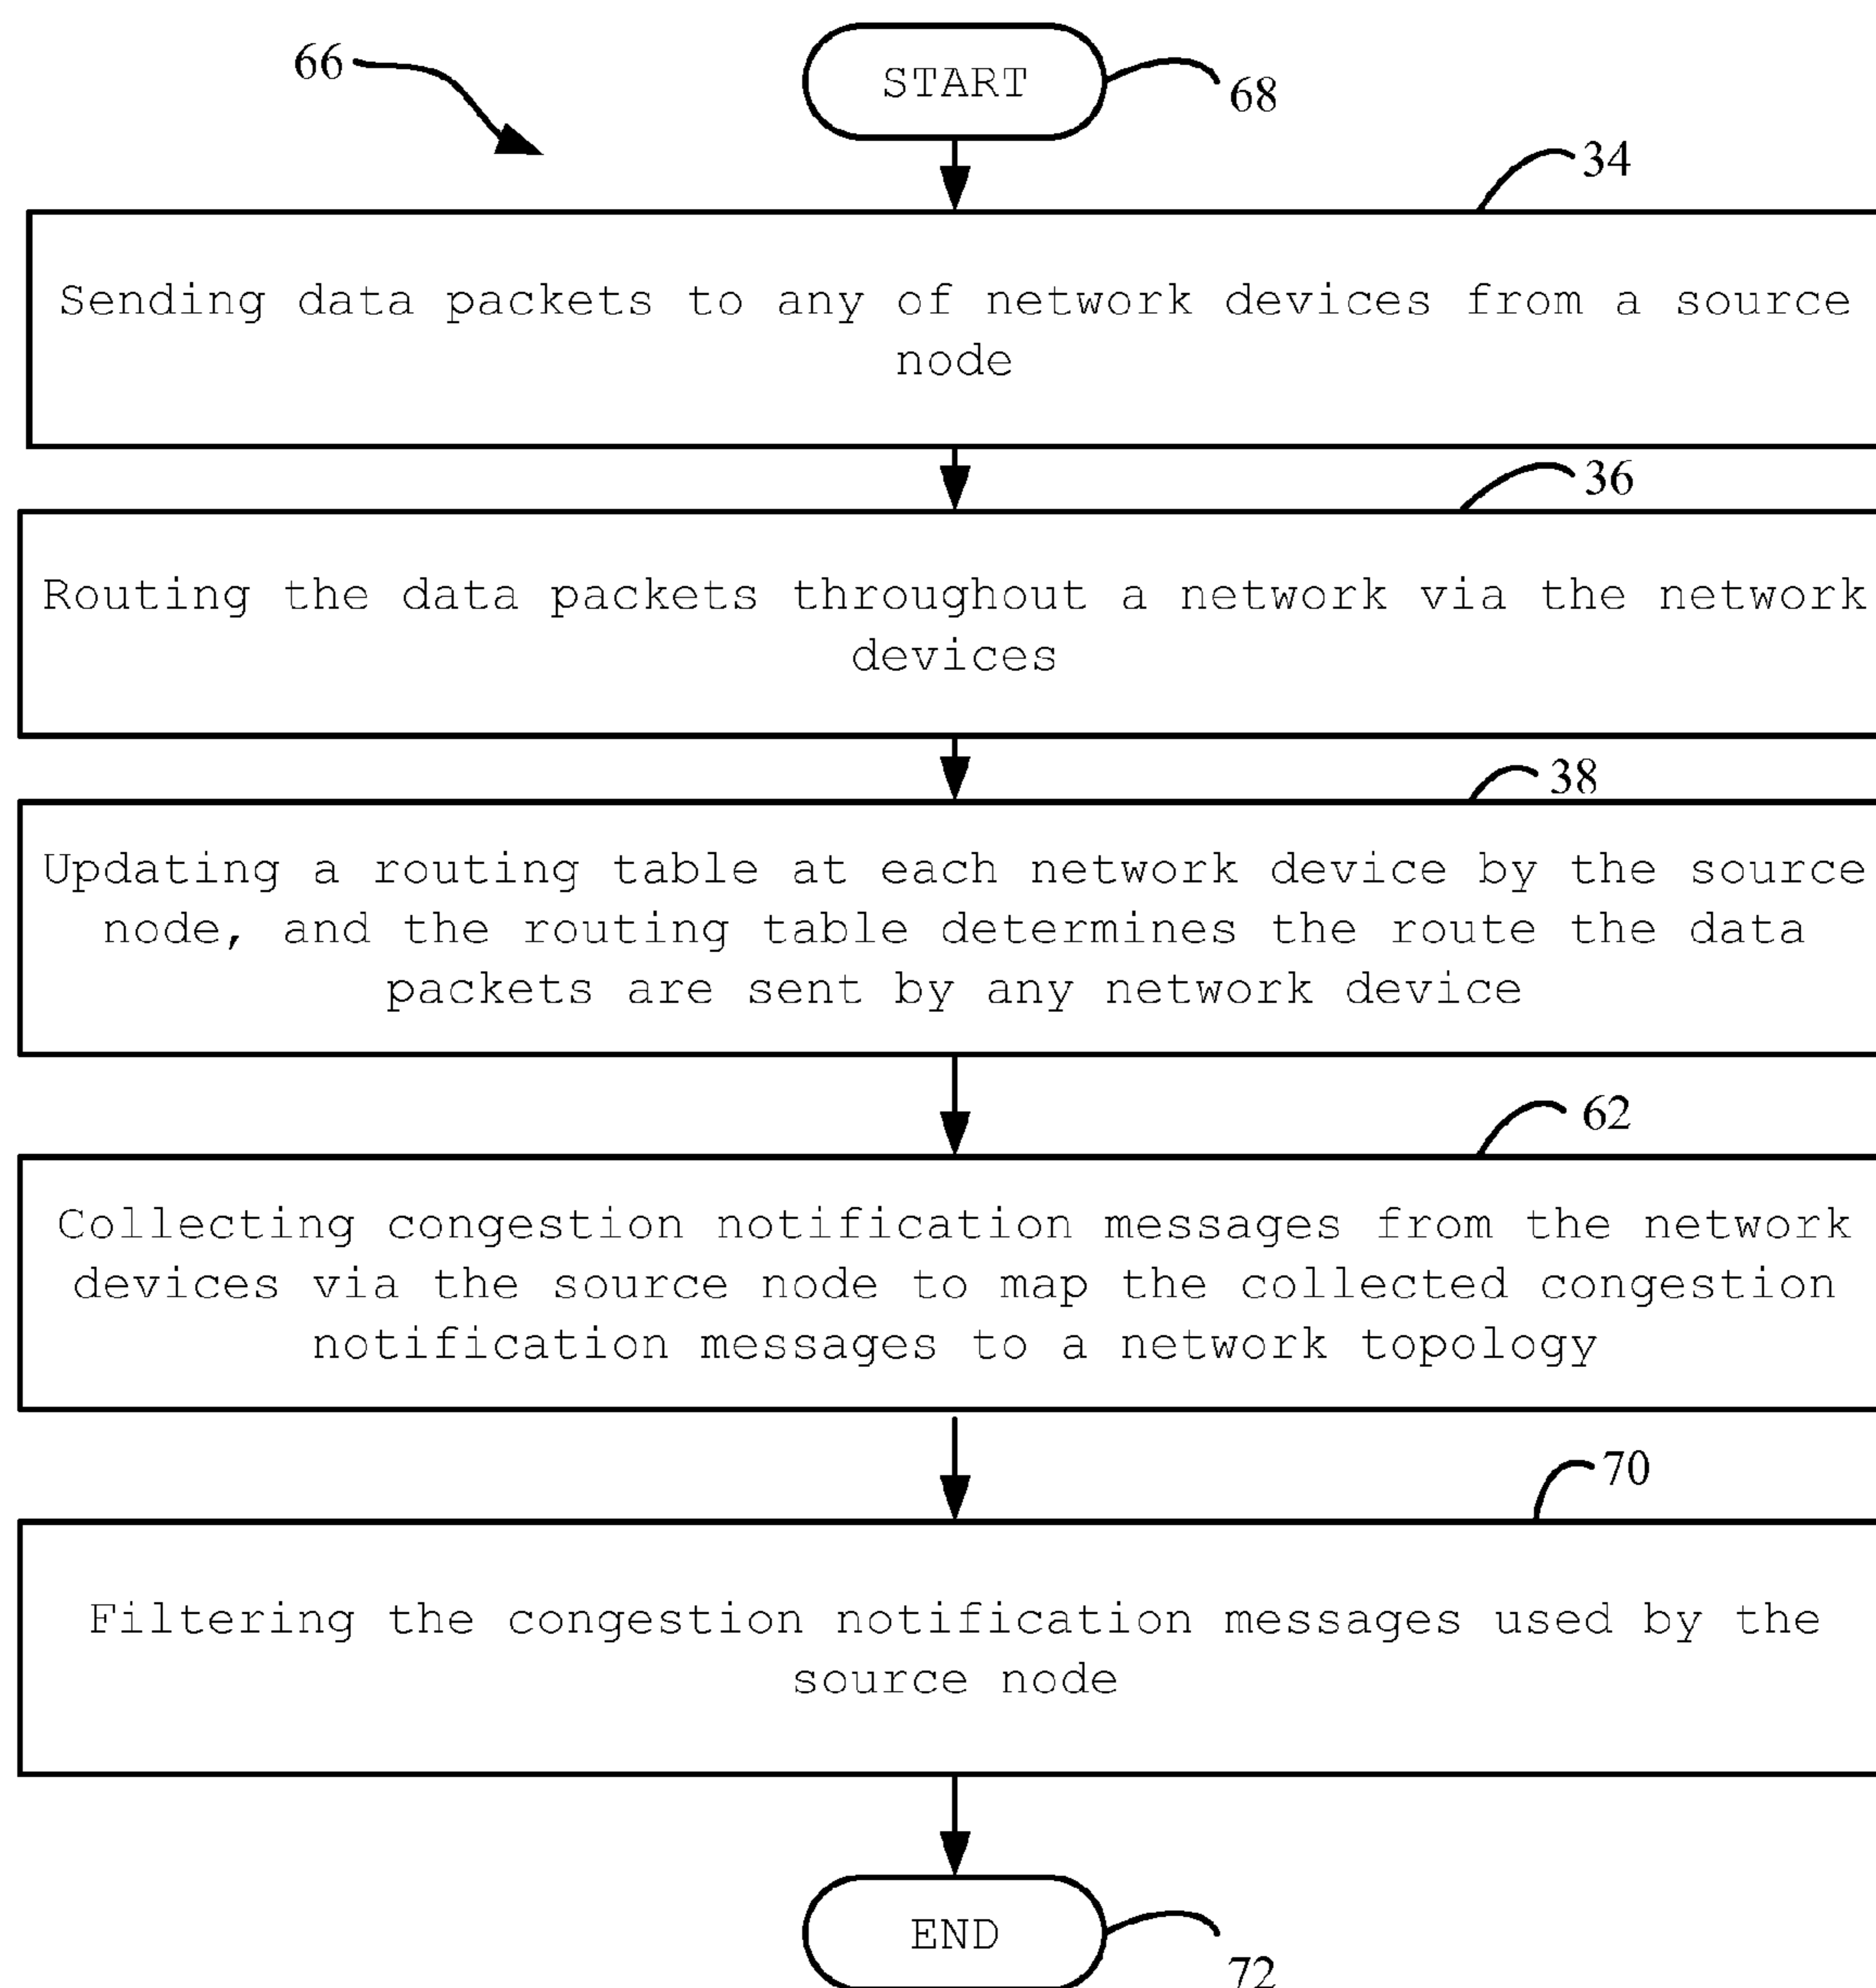 66
START
68
34
Sending data packets to any of network devices from a source
node
36
Routing the data packets throughout a network via the network
devices
38
Updating a routing table at each network device by the source
node, and the routing table determines the route the data
packets are sent by any network device
62
Collecting congestion notification messages from the network
devices via the source node to map the collected congestion
notification messages to a network topology
70
Filtering the congestion notification messages used by the
source node
END
72